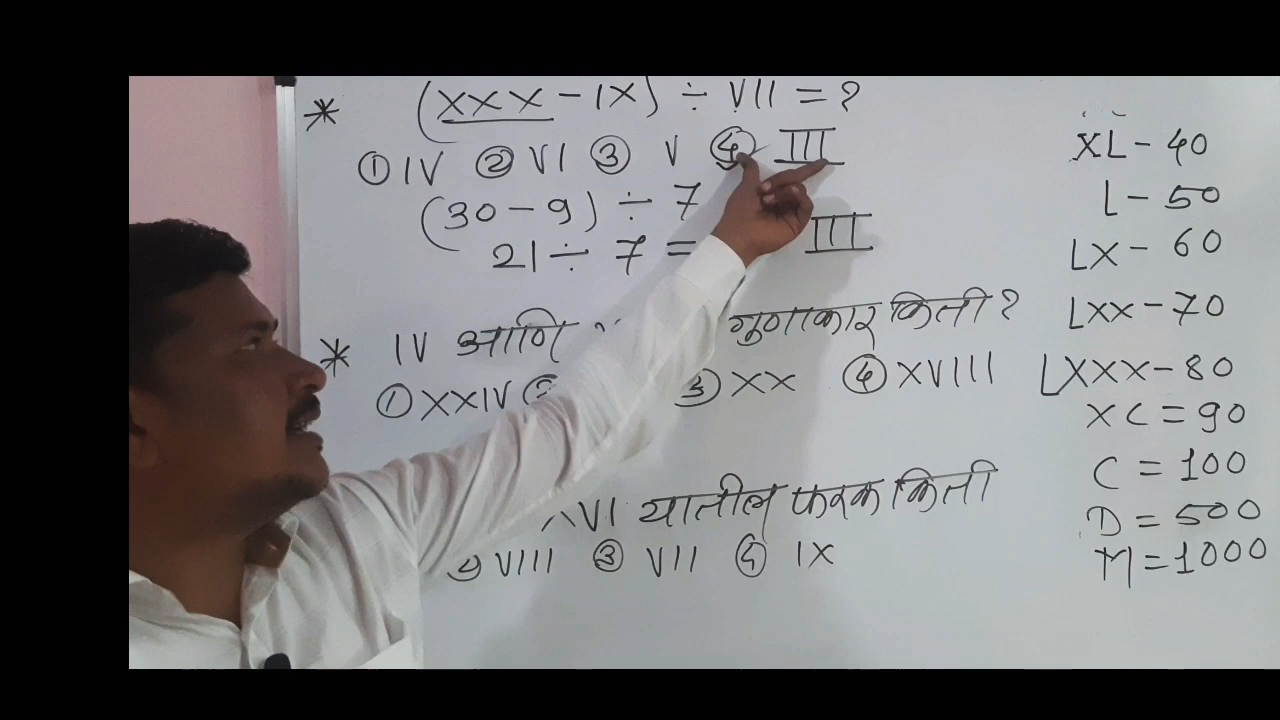 * (XXX - IX) ÷ VII = ?
① IV ② VI ③ V ④ III
(30 - 9) ÷ 7
21 ÷ 7 = III
* IV आणि गुणाकार किती ?
① XXIV ② ③ XX ④ XVIII
XVI यातील फरक किती
VIII ③ VII ④ IX
XL - 40
L - 50
LX - 60
LXX - 70
LXXX - 80
XC = 90
C = 100
D = 500
M = 1000